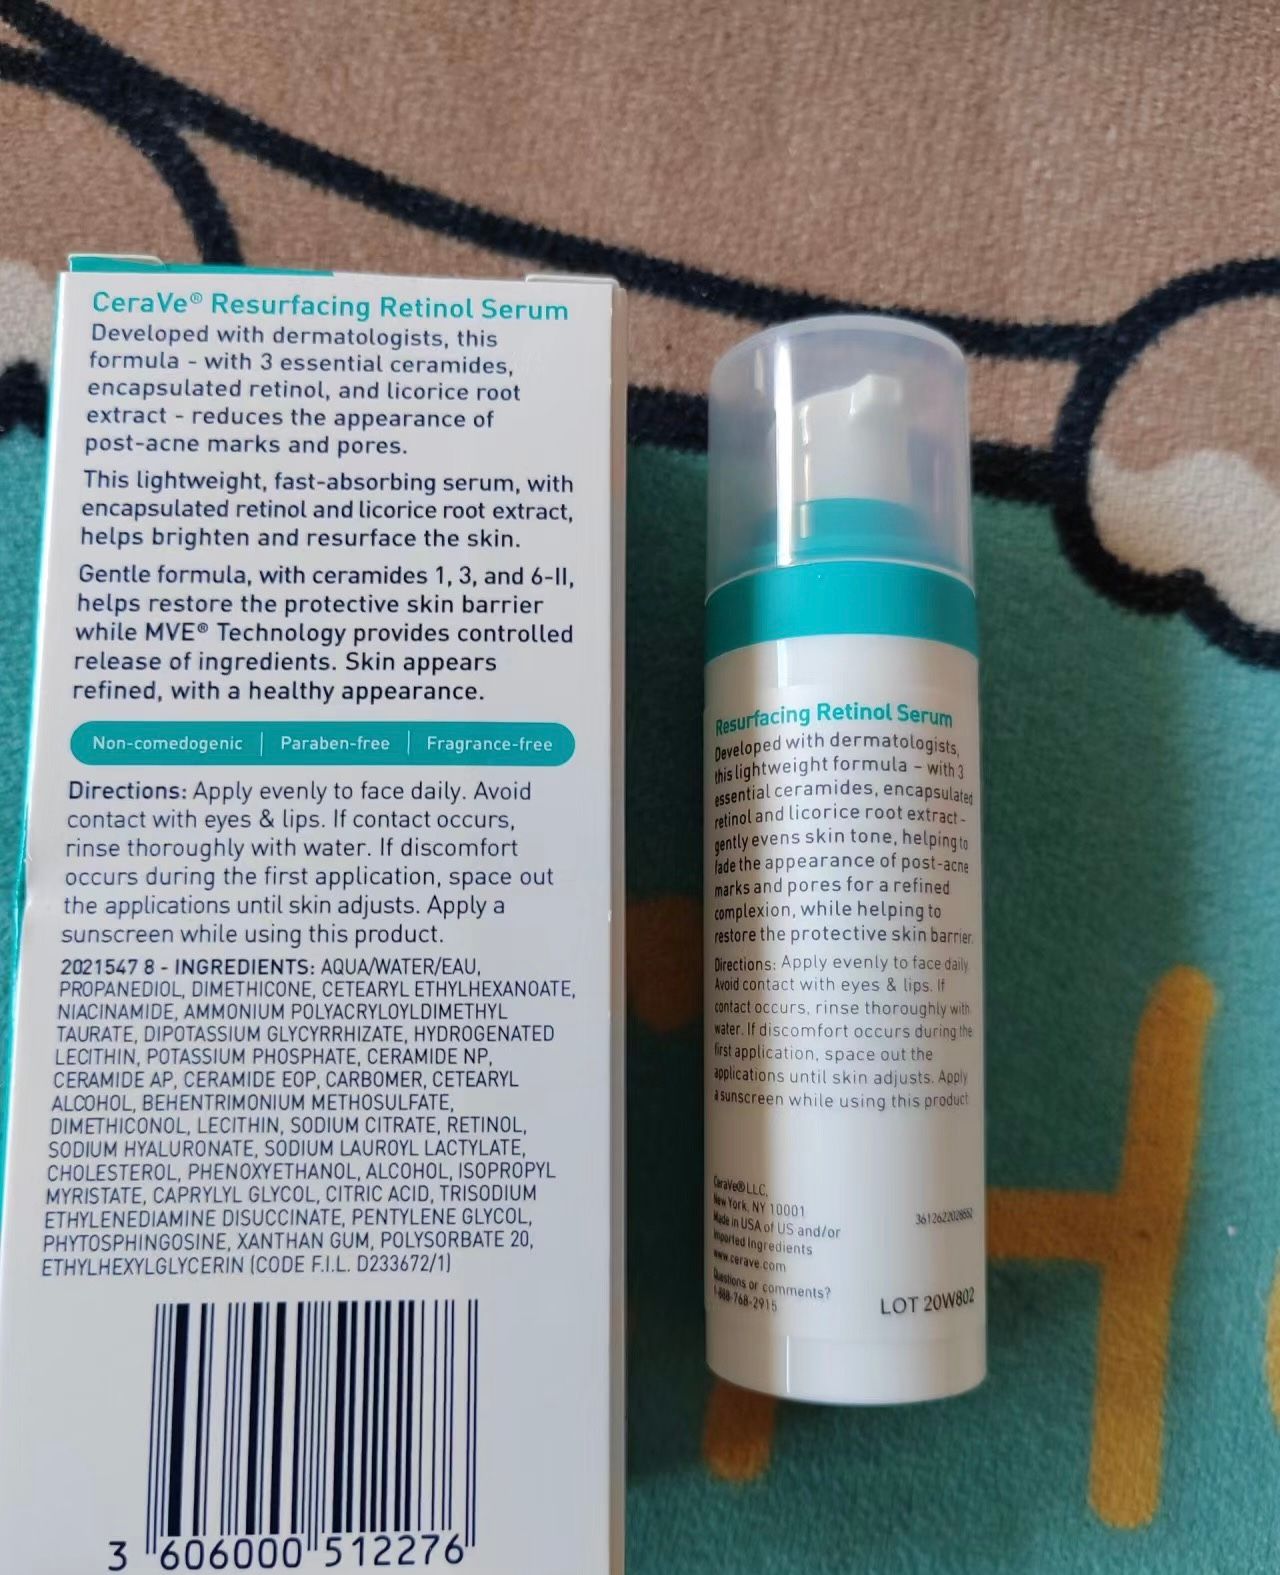 CeraVe® Resurfacing Retinol Serum
Developed with dermatologists, this
formula - with 3 essential ceramides,
encapsulated retinol, and licorice root
extract - reduces the appearance of
post-acne marks and pores.
This lightweight, fast-absorbing serum, with
encapsulated retinol and licorice root extract,
helps brighten and resurface the skin.
Gentle formula, with ceramides 1, 3, and 6-II,
helps restore the protective skin barrier
while MVE® Technology provides controlled
release of ingredients. Skin appears
refined, with a healthy appearance.
Non-comedogenic | Paraben-free | Fragrance-free
Directions: Apply evenly to face daily. Avoid
contact with eyes & lips. If contact occurs,
rinse thoroughly with water. If discomfort
occurs during the first application, space out
the applications until skin adjusts. Apply a
sunscreen while using this product.
2021547 8 - INGREDIENTS: AQUA/WATER/EAU,
PROPANEDIOL, DIMETHICONE, CETEARYL ETHYLHEXANOATE,
NIACINAMIDE, AMMONIUM POLYACRYLOYLDIMETHYL
TAURATE, DIPOTASSIUM GLYCYRRHIZATE, HYDROGENATED
LECITHIN, POTASSIUM PHOSPHATE, CERAMIDE NP,
CERAMIDE AP, CERAMIDE EOP, CARBOMER, CETEARYL
ALCOHOL, BEHENTRIMONIUM METHOSULFATE,
DIMETHICONOL, LECITHIN, SODIUM CITRATE, RETINOL,
SODIUM HYALURONATE, SODIUM LAUROYL LACTYLATE,
CHOLESTEROL, PHENOXYETHANOL, ALCOHOL, ISOPROPYL
MYRISTATE, CAPRYLYL GLYCOL, CITRIC ACID, TRISODIUM
ETHYLENEDIAMINE DISUCCINATE, PENTYLENE GLYCOL,
PHYTOSPHINGOSINE, XANTHAN GUM, POLYSORBATE 20,
ETHYLHEXYLGLYCERIN (CODE F.I.L. D233672/1)
3 606000 512276
Resurfacing Retinol Serum
Developed with dermatologists,
this lightweight formula - with 3
essential ceramides, encapsulated
retinol and licorice root extract -
gently evens skin tone, helping to
fade the appearance of post-acne
marks and pores for a refined
complexion, while helping to
restore the protective skin barrier.
Directions: Apply evenly to face daily.
Avoid contact with eyes & lips. If
contact occurs, rinse thoroughly with
water. If discomfort occurs during the
first application, space out the
applications until skin adjusts. Apply
a sunscreen while using this product
CeraVe® LLC,
New York, NY 10001
Made in USA of US and/or
Imported Ingredients
www.cerave.com
Questions or comments?
1-888-768-2915
LOT 20W802
H